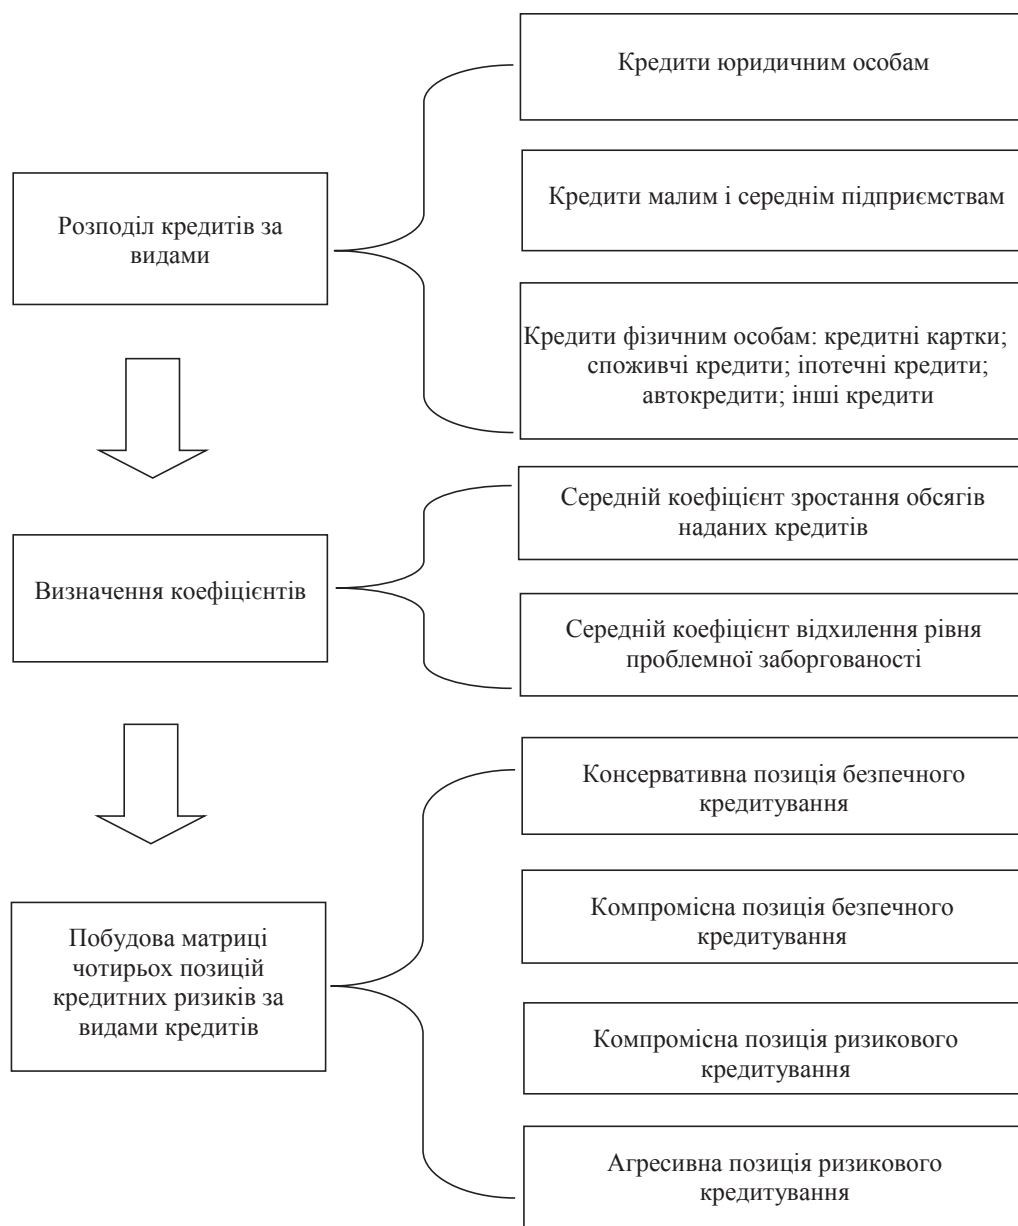 Розподіл кредитів за
видами
Кредити юридичним особам
Кредити малим і середнім підприємствам
Кредити фізичним особам: кредитні картки;
споживчі кредити; іпотечні кредити;
автокредити; інші кредити
Визначення коефіцієнтів
Середній коефіцієнт зростання обсягів
наданих кредитів
Середній коефіцієнт відхилення рівня
проблемної заборгованості
Побудова матриці
чотирьох позицій
кредитних ризиків за
видами кредитів
Консервативна позиція безпечного
кредитування
Компромісна позиція безпечного
кредитування
Компромісна позиція ризикового
кредитування
Агресивна позиція ризикового
кредитування